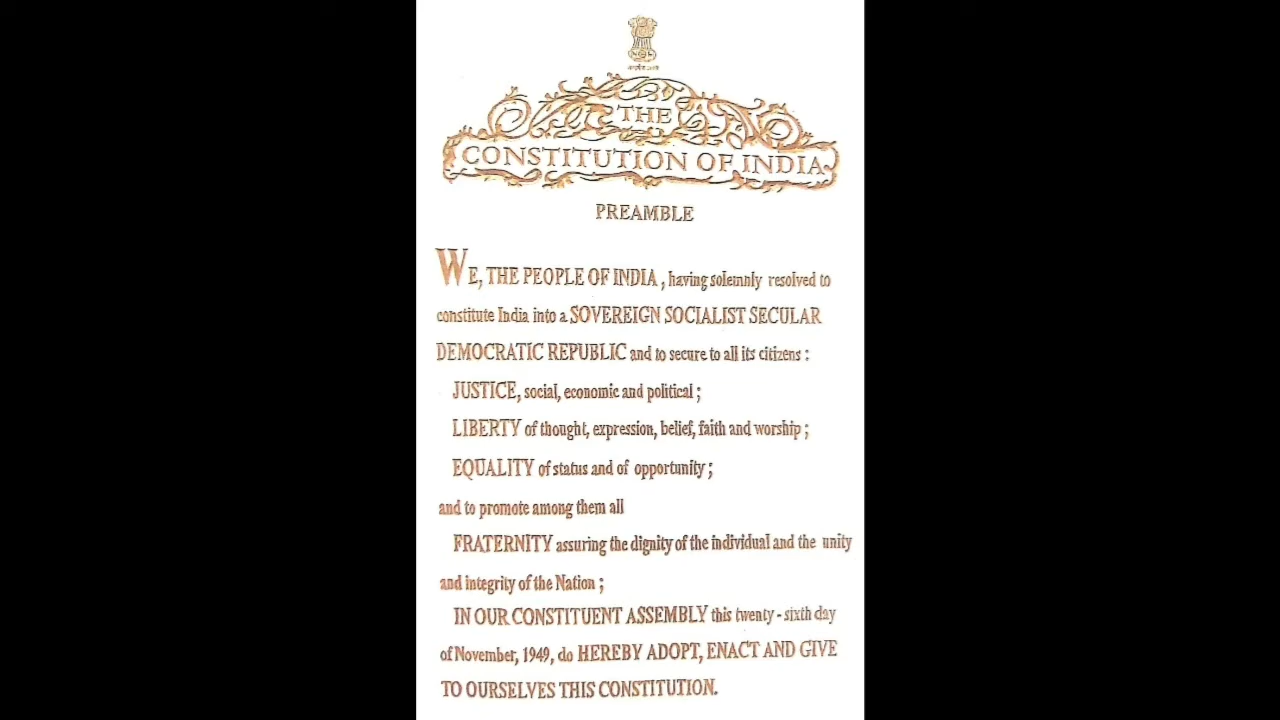 THE
CONSTITUTION OF INDIA
PREAMBLE
WE, THE PEOPLE OF INDIA, having solemnly resolved to
constitute India into a SOVEREIGN SOCIALIST SECULAR
DEMOCRATIC REPUBLIC and to secure to all its citizens :
JUSTICE, social, economic and political ;
LIBERTY of thought, expression, belief, faith and worship ;
EQUALITY of status and of opportunity ;
and to promote among them all
FRATERNITY assuring the dignity of the individual and the unity
and integrity of the Nation ;
IN OUR CONSTITUENT ASSEMBLY this twenty - sixth day
of November, 1949, do HEREBY ADOPT, ENACT AND GIVE
TO OURSELVES THIS CONSTITUTION.